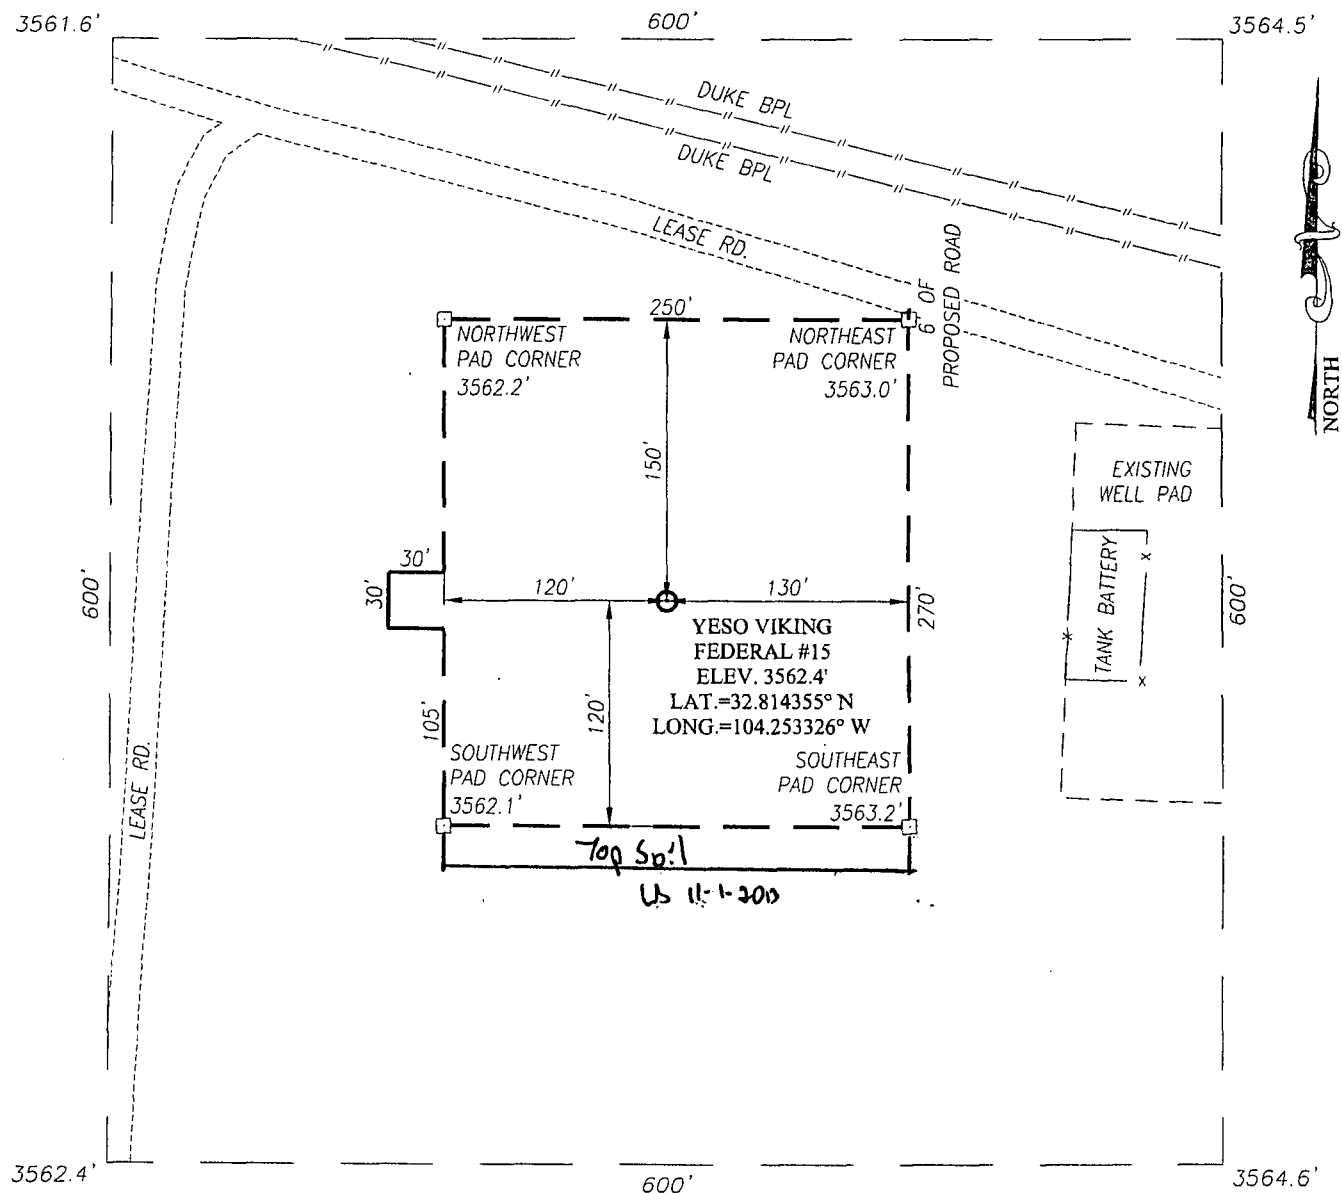 3561.6'
600'
3564.5'
DUKE BPL
DUKE BPL
LEASE RD.
6' OF
PROPOSED ROAD
NORTH
250'
NORTHWEST
PAD CORNER
3562.2'
NORTHEAST
PAD CORNER
3563.0'
150'
EXISTING
WELL PAD
TANK BATTERY
30'
30'
120'
130'
270'
600'
600'
YESO VIKING
FEDERAL #15
ELEV. 3562.4'
LAT.=32.814355° N
LONG.=104.253326° W
120'
105'
SOUTHWEST
PAD CORNER
3562.1'
SOUTHEAST
PAD CORNER
3563.2'
LEASE RD.
Top Soil
3562.4'
600'
3564.6'